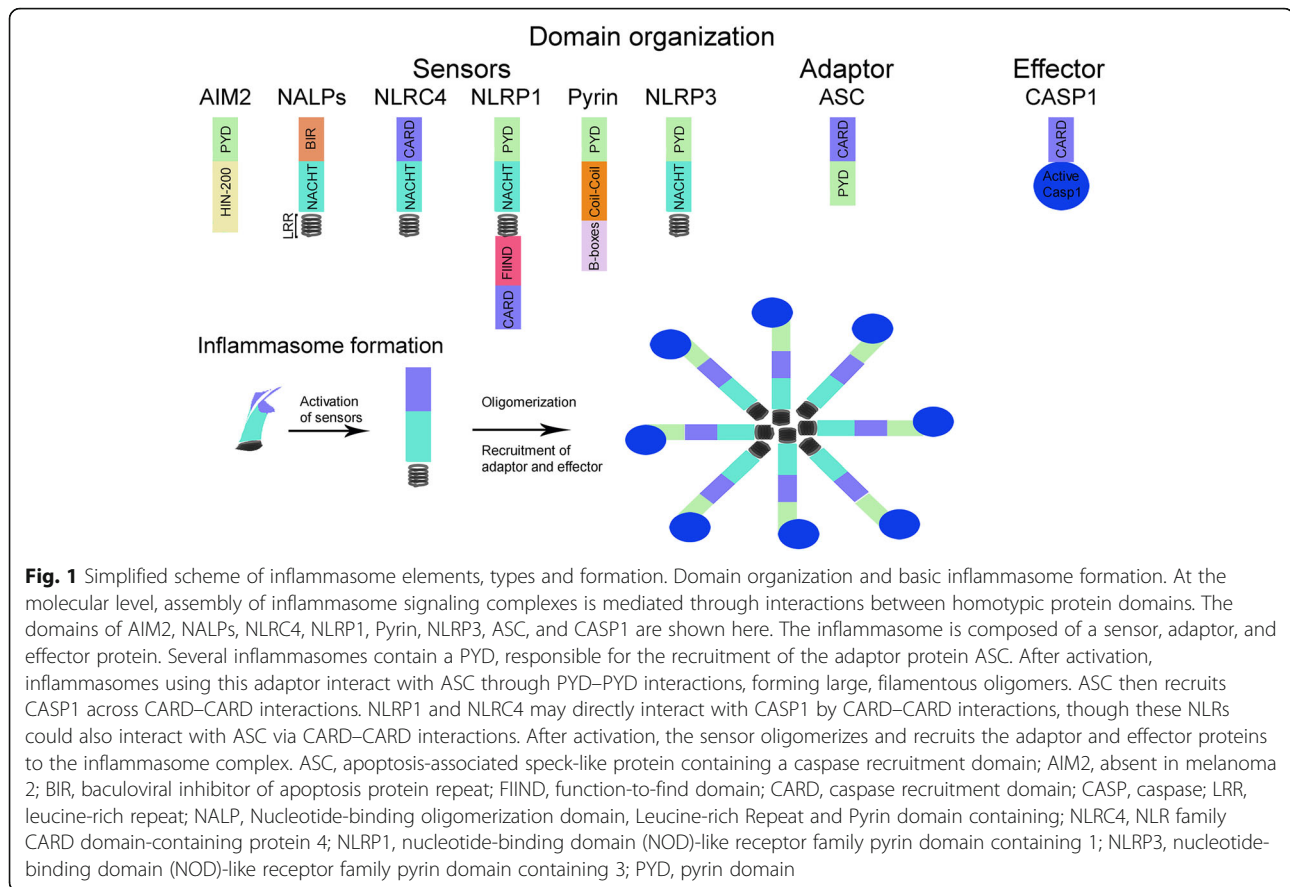 Domain organization
Sensors Adaptor Effector
AIM2 NALPs NLRC4 NLRP1 Pyrin NLRP3 ASC CASP1
PYD BIR CARD PYD PYD PYD CARD CARD
HIN-200 NACHT NACHT NACHT Coil-Coil NACHT PYD Active Casp1
LRR FIIND B-boxes
CARD
Inflammasome formation
Activation
of sensors
Oligomerization
Recruitment of
adaptor and effector
Fig. 1 Simplified scheme of inflammasome elements, types and formation. Domain organization and basic inflammasome formation. At the
molecular level, assembly of inflammasome signaling complexes is mediated through interactions between homotypic protein domains. The
domains of AIM2, NALPs, NLRC4, NLRP1, Pyrin, NLRP3, ASC, and CASP1 are shown here. The inflammasome is composed of a sensor, adaptor, and
effector protein. Several inflammasomes contain a PYD, responsible for the recruitment of the adaptor protein ASC. After activation,
inflammasomes using this adaptor interact with ASC through PYD–PYD interactions, forming large, filamentous oligomers. ASC then recruits
CASP1 across CARD–CARD interactions. NLRP1 and NLRC4 may directly interact with CASP1 by CARD–CARD interactions, though these NLRs
could also interact with ASC via CARD–CARD interactions. After activation, the sensor oligomerizes and recruits the adaptor and effector proteins
to the inflammasome complex. ASC, apoptosis-associated speck-like protein containing a caspase recruitment domain; AIM2, absent in melanoma
2; BIR, baculoviral inhibitor of apoptosis protein repeat; FIIND, function-to-find domain; CARD, caspase recruitment domain; CASP, caspase; LRR,
leucine-rich repeat; NALP, Nucleotide-binding oligomerization domain, Leucine-rich Repeat and Pyrin domain containing; NLRC4, NLR family
CARD domain-containing protein 4; NLRP1, nucleotide-binding domain (NOD)-like receptor family pyrin domain containing 1; NLRP3, nucleotide-
binding domain (NOD)-like receptor family pyrin domain containing 3; PYD, pyrin domain